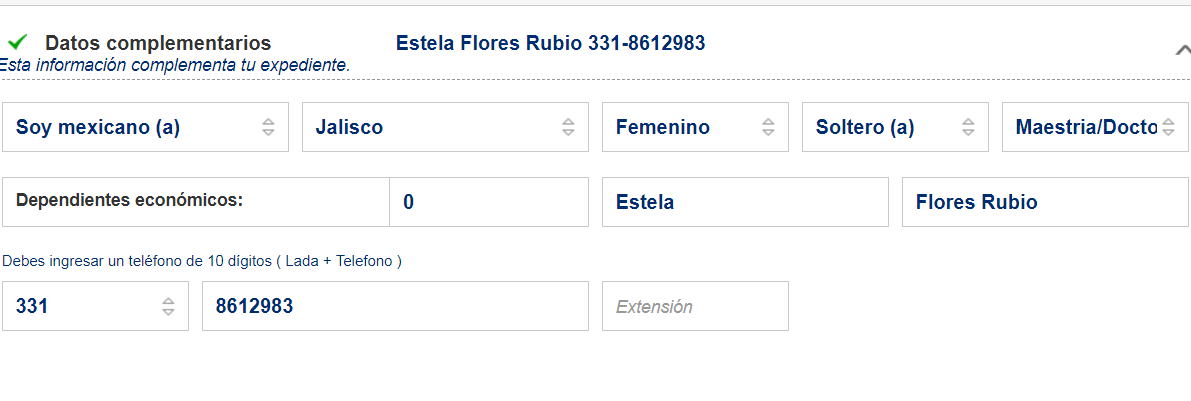 Datos complementarios Estela Flores Rubio 331-8612983
Esta información complementa tu expediente.
Soy mexicano (a) Jalisco Femenino Soltero (a) Maestria/Docto
Dependientes económicos: 0 Estela Flores Rubio
Debes ingresar un teléfono de 10 dígitos ( Lada + Telefono )
331 8612983 Extensión